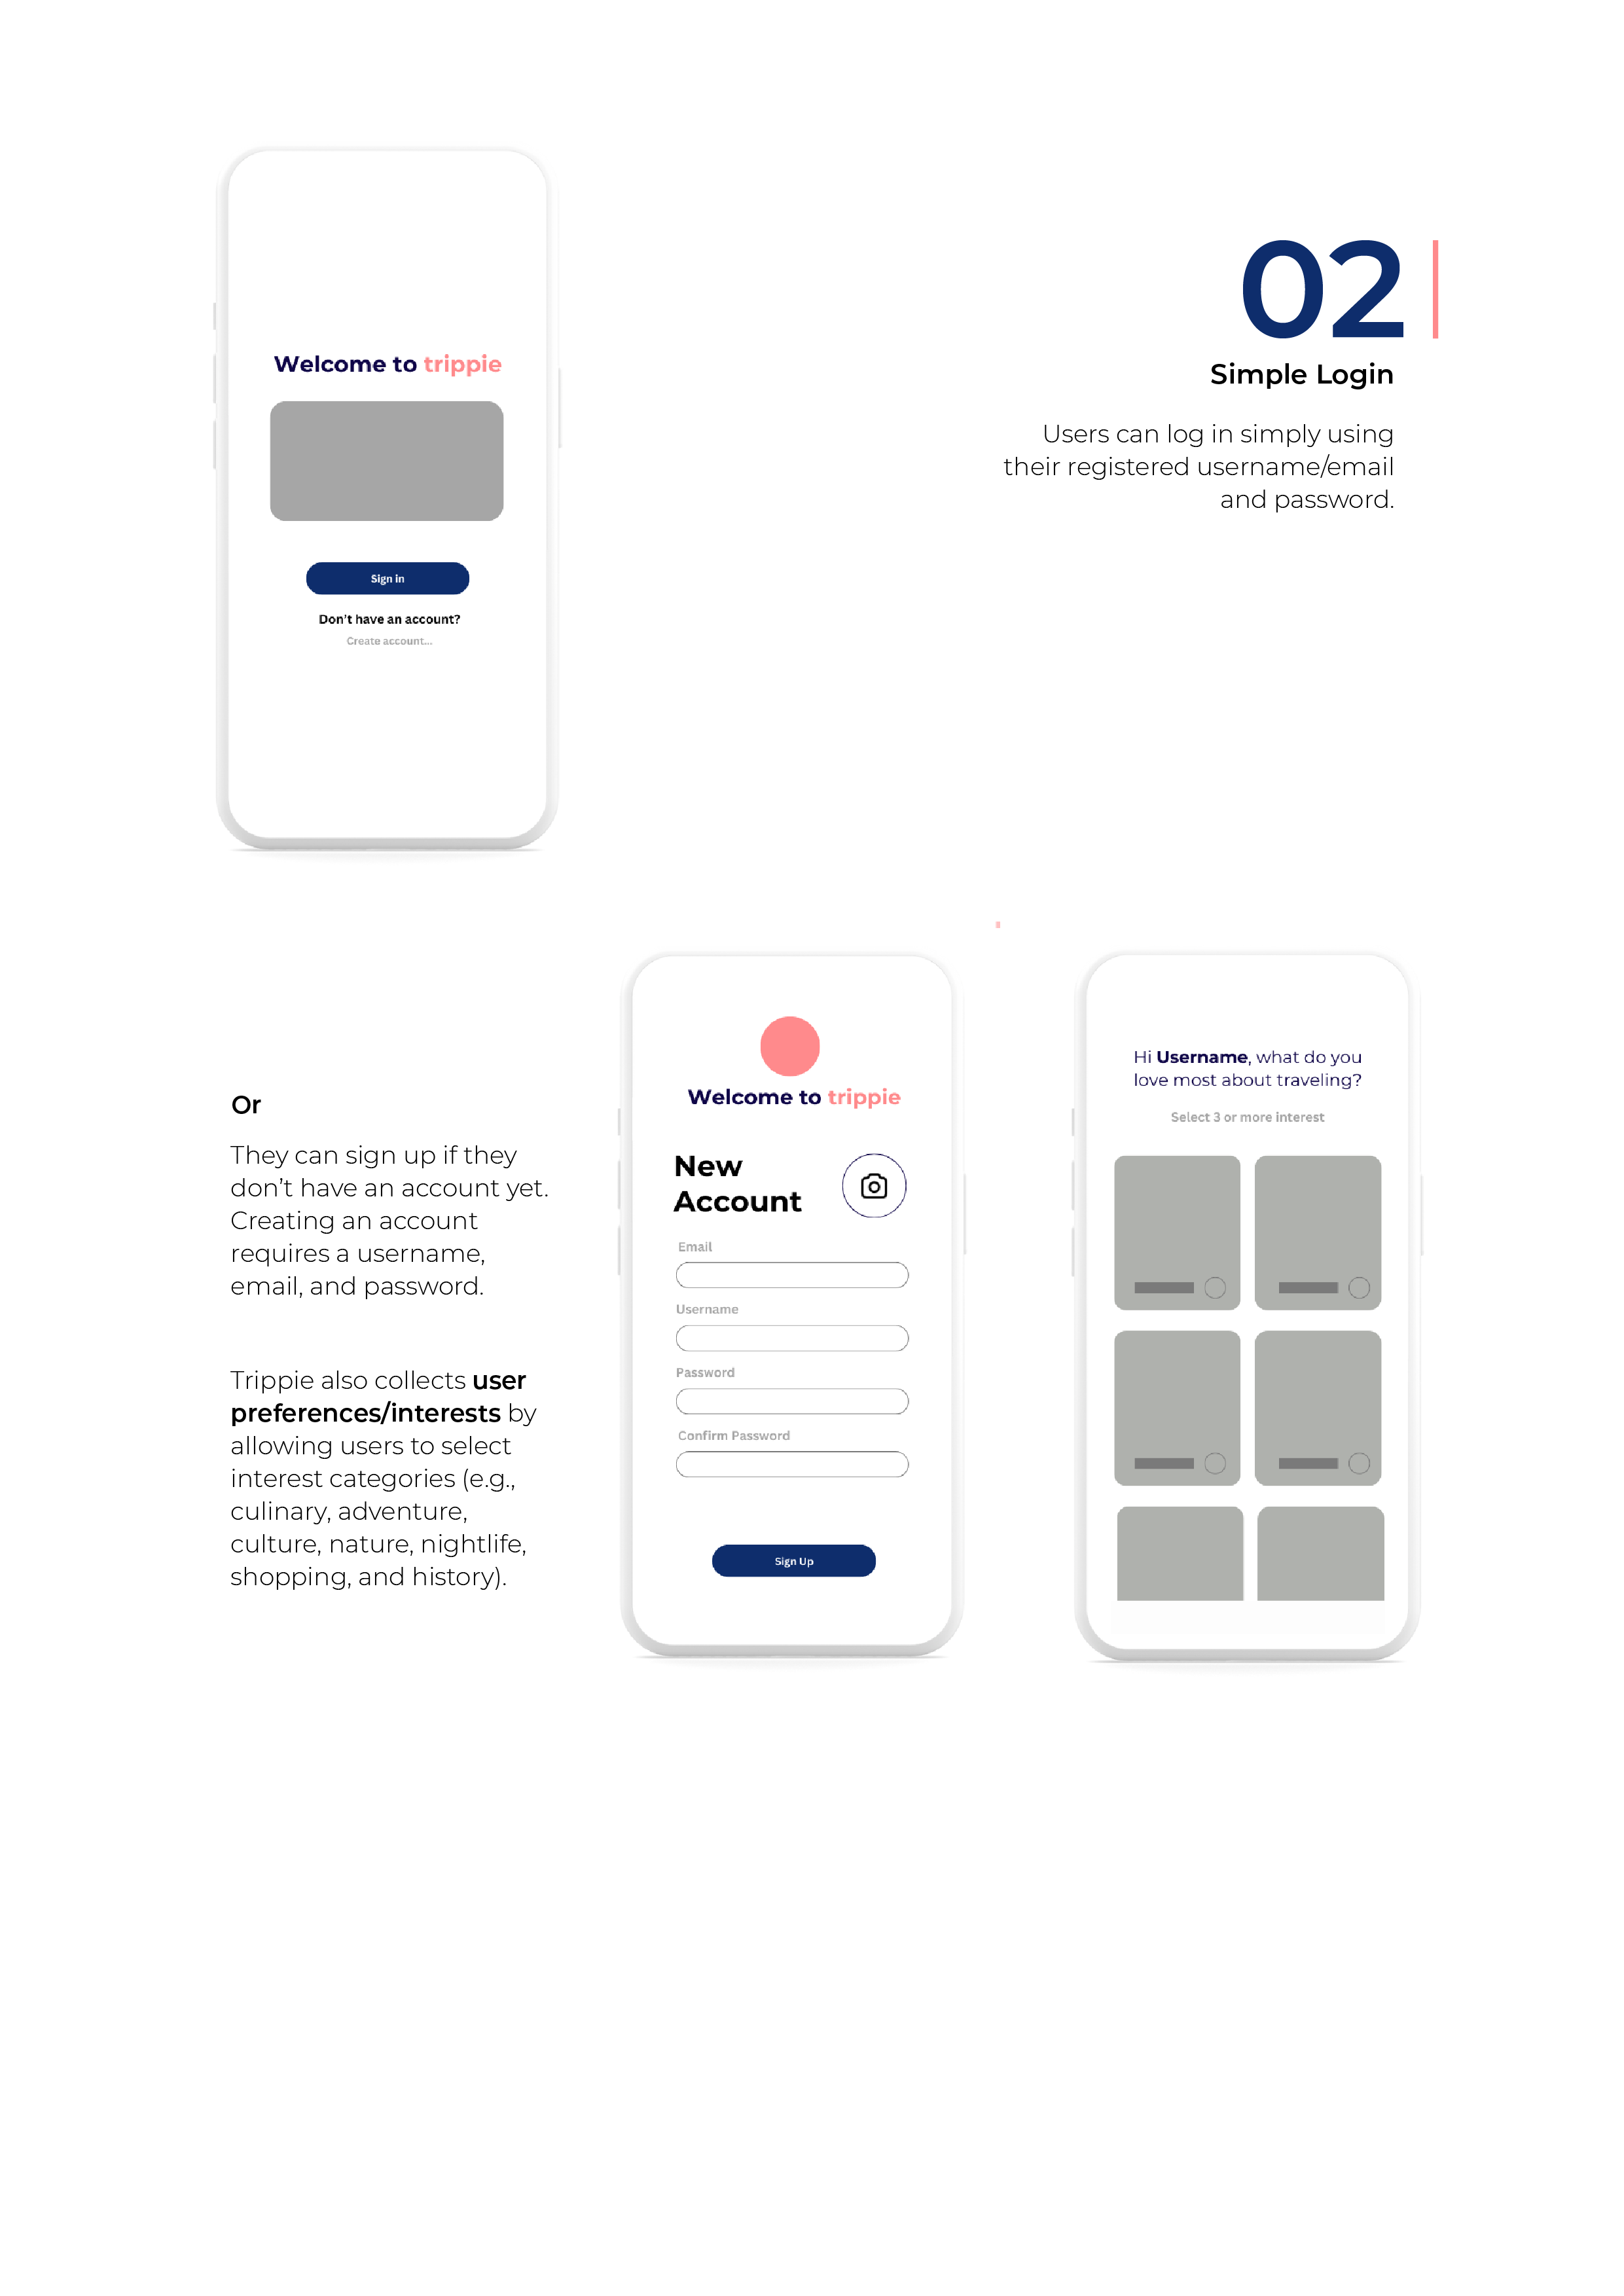 Welcome to trippie
Sign in
Don't have an account?
Create account...
02
Simple Login
Users can log in simply using
their registered username/email
and password.
Or
They can sign up if they
don't have an account yet.
Creating an account
requires a username,
email, and password.
Trippie also collects user
preferences/interests by
allowing users to select
interest categories (e.g.,
culinary, adventure,
culture, nature, nightlife,
shopping, and history).
Welcome to trippie
New
Account
Email
Username
Password
Confirm Password
Sign Up
Hi Username, what do you
love most about traveling?
Select 3 or more interest